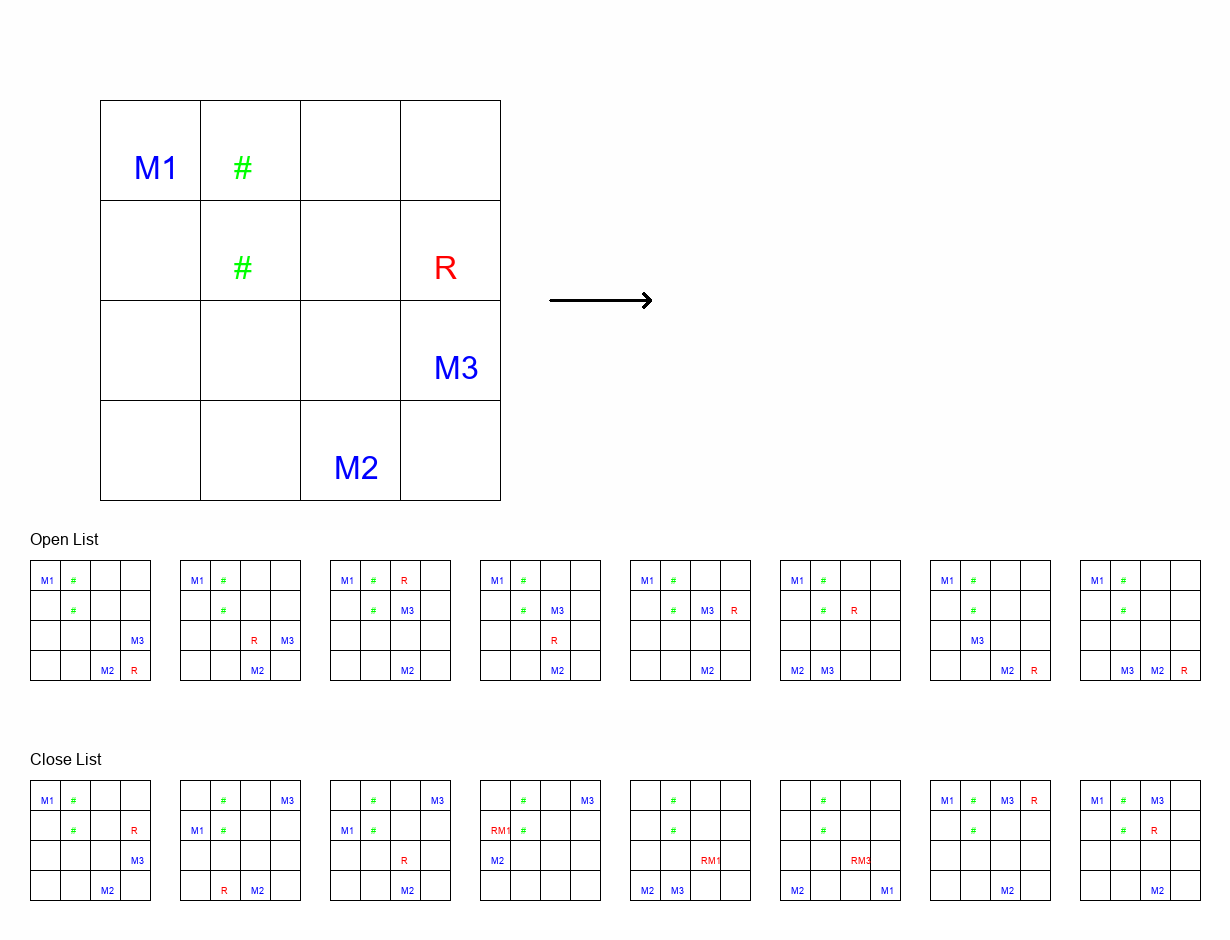 M1 #
# R
M3
M2
Open List
M1 # M1 # M1 # R M1 # M1 # M1 # M1 # M1 #
# # # M3 # M3 # M3 R # R # #
M3 R M3 R M3
M2 R M2 M2 M2 M2 M2 M3 M2 R M3 M2 R
Close List
M1 # # M3 # M3 # M3 # # M1 # M3 R M1 # M3
# R M1 # M1 # RM1 # # # # # R
M3 R M2 RM1 RM3
M2 R M2 M2 M2 M3 M2 M1 M2 M2